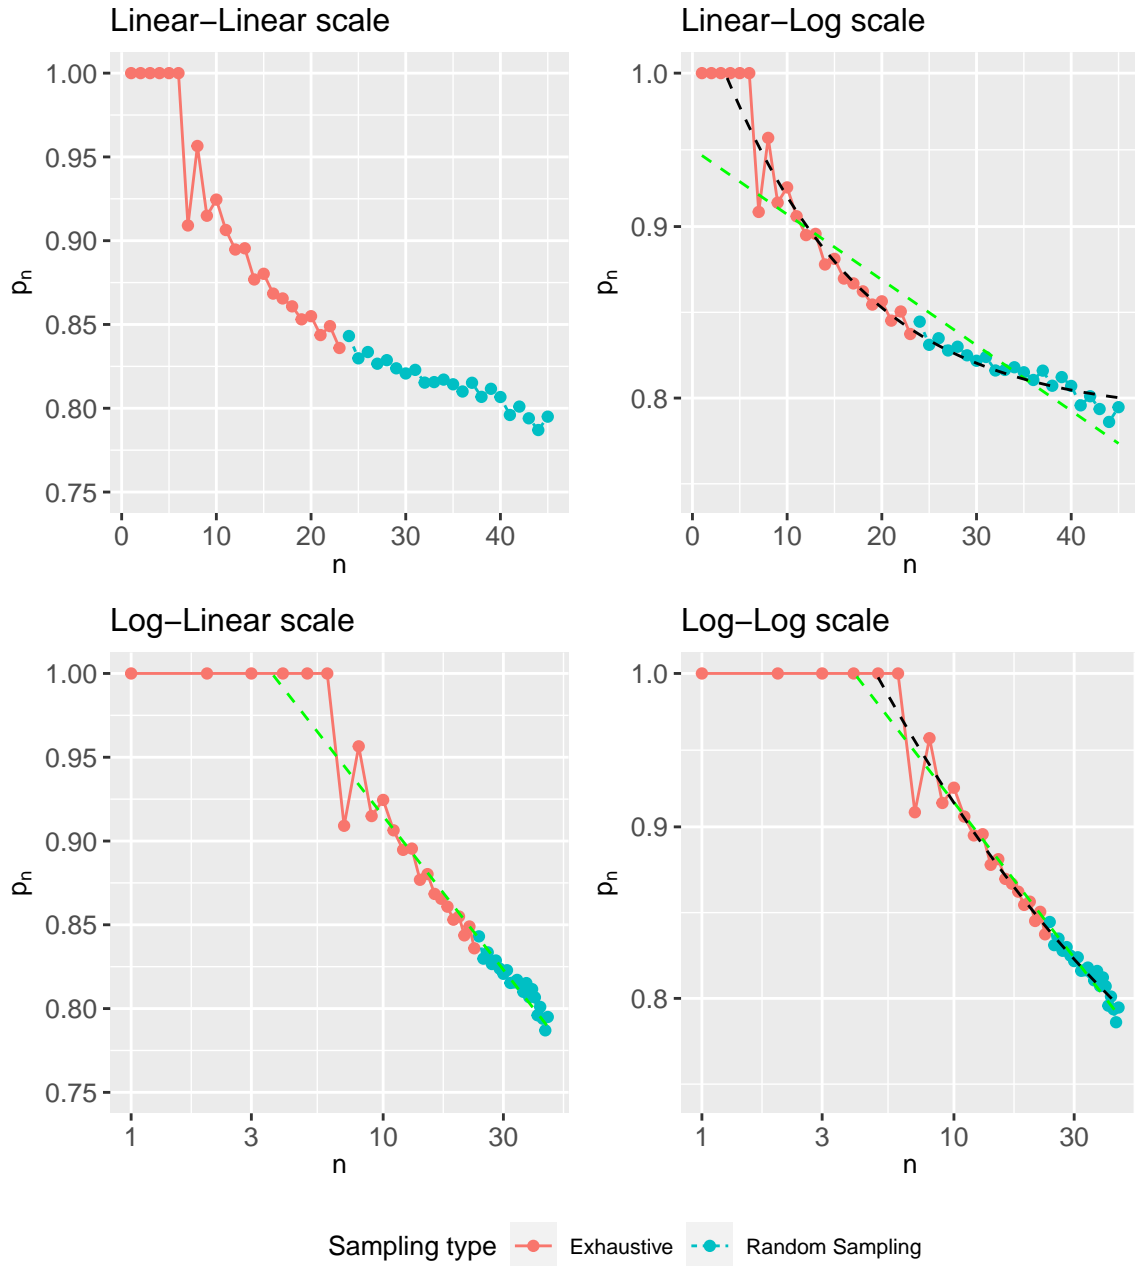 Linear−Linear scale
1.00
0.95
0.90
0.85
0.80
0.75
pn
0 10 20 30 40
n
Linear−Log scale
1.0
0.9
0.8
pn
0 10 20 30 40
n
Log−Linear scale
1.00
0.95
0.90
0.85
0.80
0.75
pn
1 3 10 30
n
Log−Log scale
1.0
0.9
0.8
pn
1 3 10 30
n
Sampling type Exhaustive Random Sampling